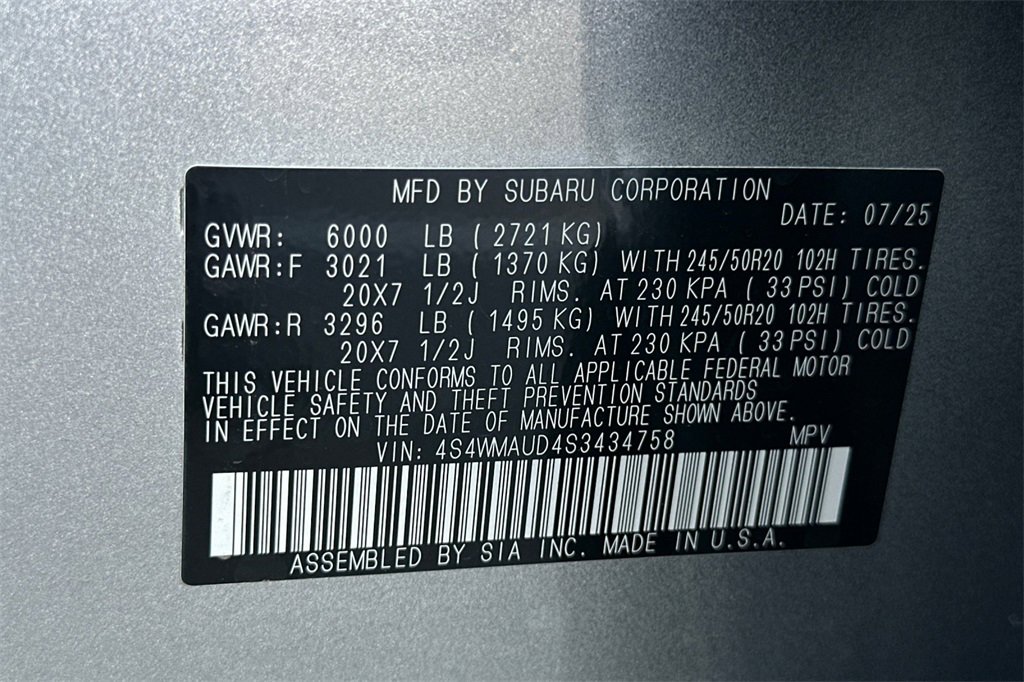 MFD BY SUBARU CORPORATION
DATE: 07/25
GVWR: 6000 LB ( 2721 KG)
GAWR:F 3021 LB ( 1370 KG) WITH 245/50R20 102H TIRES.
20X7 1/2J RIMS. AT 230 KPA ( 33 PSI) COLD
GAWR:R 3296 LB ( 1495 KG) WITH 245/50R20 102H TIRES.
20X7 1/2J RIMS. AT 230 KPA ( 33 PSI) COLD
THIS VEHICLE CONFORMS TO ALL APPLICABLE FEDERAL MOTOR
VEHICLE SAFETY AND THEFT PREVENTION STANDARDS
IN EFFECT ON THE DATE OF MANUFACTURE SHOWN ABOVE.
VIN: 4S4WMAUD4S3434758 MPV
ASSEMBLED BY SIA INC. MADE IN U.S.A.